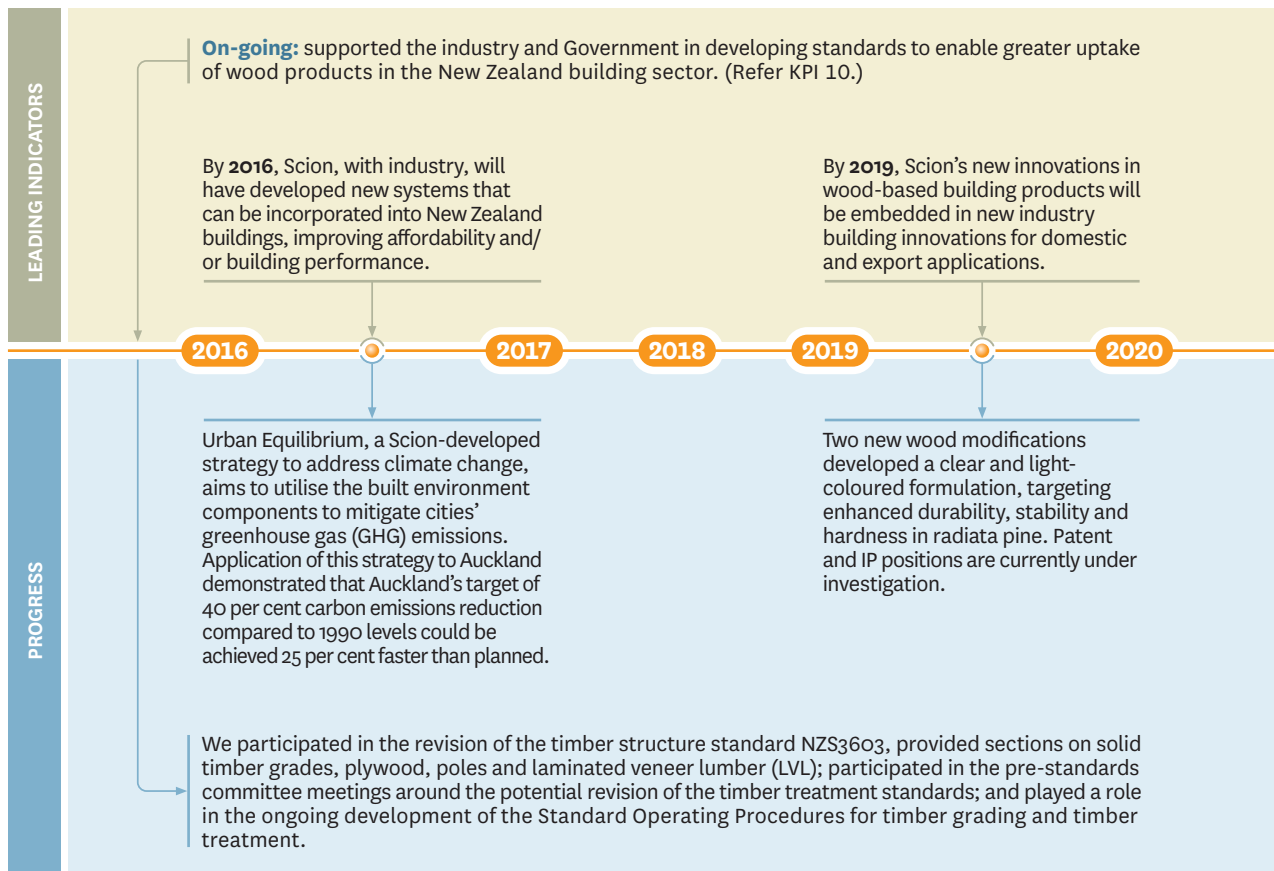 LEADING INDICATORS
On-going: supported the industry and Government in developing standards to enable greater uptake
of wood products in the New Zealand building sector. (Refer KPI 10.)
By 2016, Scion, with industry, will
have developed new systems that
can be incorporated into New Zealand
buildings, improving affordability and/
or building performance.
By 2019, Scion’s new innovations in
wood-based building products will
be embedded in new industry
building innovations for domestic
and export applications.
2016
2017
2018
2019
2020
PROGRESS
Urban Equilibrium, a Scion-developed
strategy to address climate change,
aims to utilise the built environment
components to mitigate cities’
greenhouse gas (GHG) emissions.
Application of this strategy to Auckland
demonstrated that Auckland’s target of
40 per cent carbon emissions reduction
compared to 1990 levels could be
achieved 25 per cent faster than planned.
Two new wood modifications
developed a clear and light-
coloured formulation, targeting
enhanced durability, stability and
hardness in radiata pine. Patent
and IP positions are currently under
investigation.
We participated in the revision of the timber structure standard NZS3603, provided sections on solid
timber grades, plywood, poles and laminated veneer lumber (LVL); participated in the pre-standards
committee meetings around the potential revision of the timber treatment standards; and played a role
in the ongoing development of the Standard Operating Procedures for timber grading and timber
treatment.